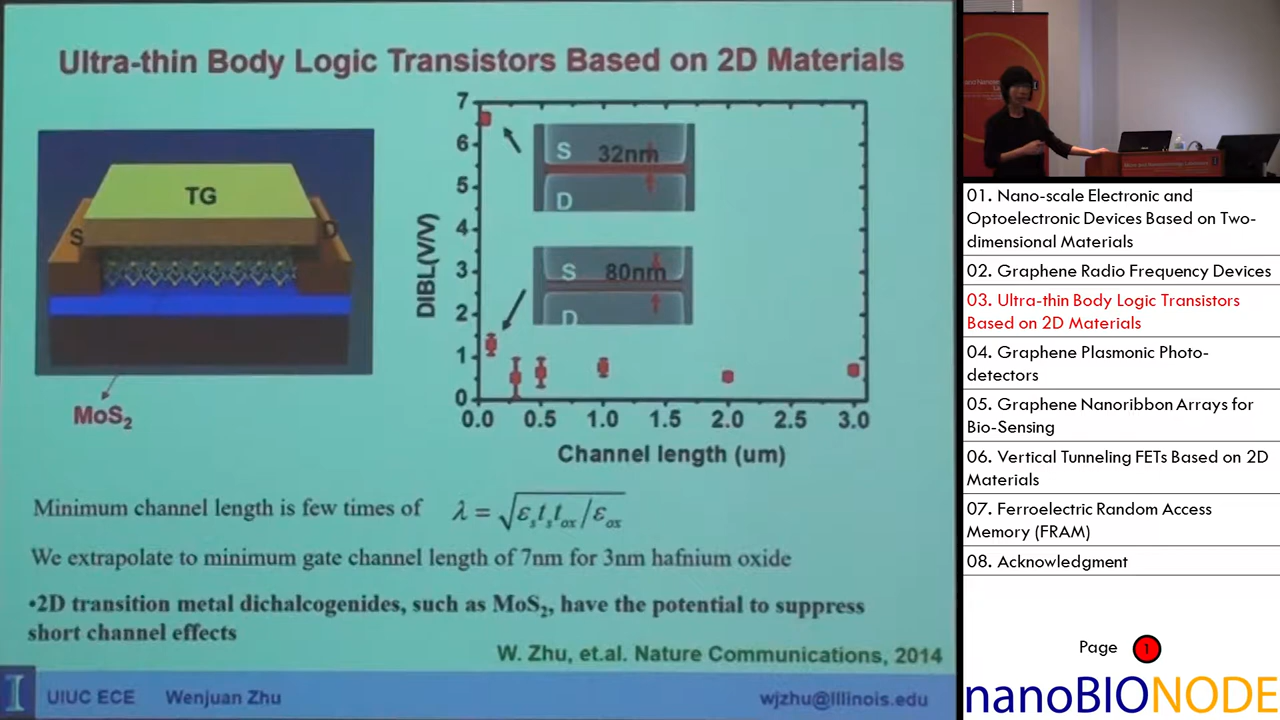 Ultra-thin Body Logic Transistors Based on 2D Materials
TG
S
D
MoS₂
7
6
5
4
3
2
1
0
DIBL(V/V)
S
32nm
D
S
80nm
D
0.0 0.5 1.0 1.5 2.0 2.5 3.0
Channel length (um)
Minimum channel length is few times of λ = √εₛtₛtₒₓ/εₒₓ
We extrapolate to minimum gate channel length of 7nm for 3nm hafnium oxide
•2D transition metal dichalcogenides, such as MoS₂, have the potential to suppress
short channel effects
W. Zhu, et.al. Nature Communications, 2014
I UIUC ECE Wenjuan Zhu wjzhu@Illinois.edu
01. Nano-scale Electronic and
Optoelectronic Devices Based on Two-
dimensional Materials
02. Graphene Radio Frequency Devices
03. Ultra-thin Body Logic Transistors
Based on 2D Materials
04. Graphene Plasmonic Photo-
detectors
05. Graphene Nanoribbon Arrays for
Bio-Sensing
06. Vertical Tunneling FETs Based on 2D
Materials
07. Ferroelectric Random Access
Memory (FRAM)
08. Acknowledgment
Page 1
nanoBIONODE